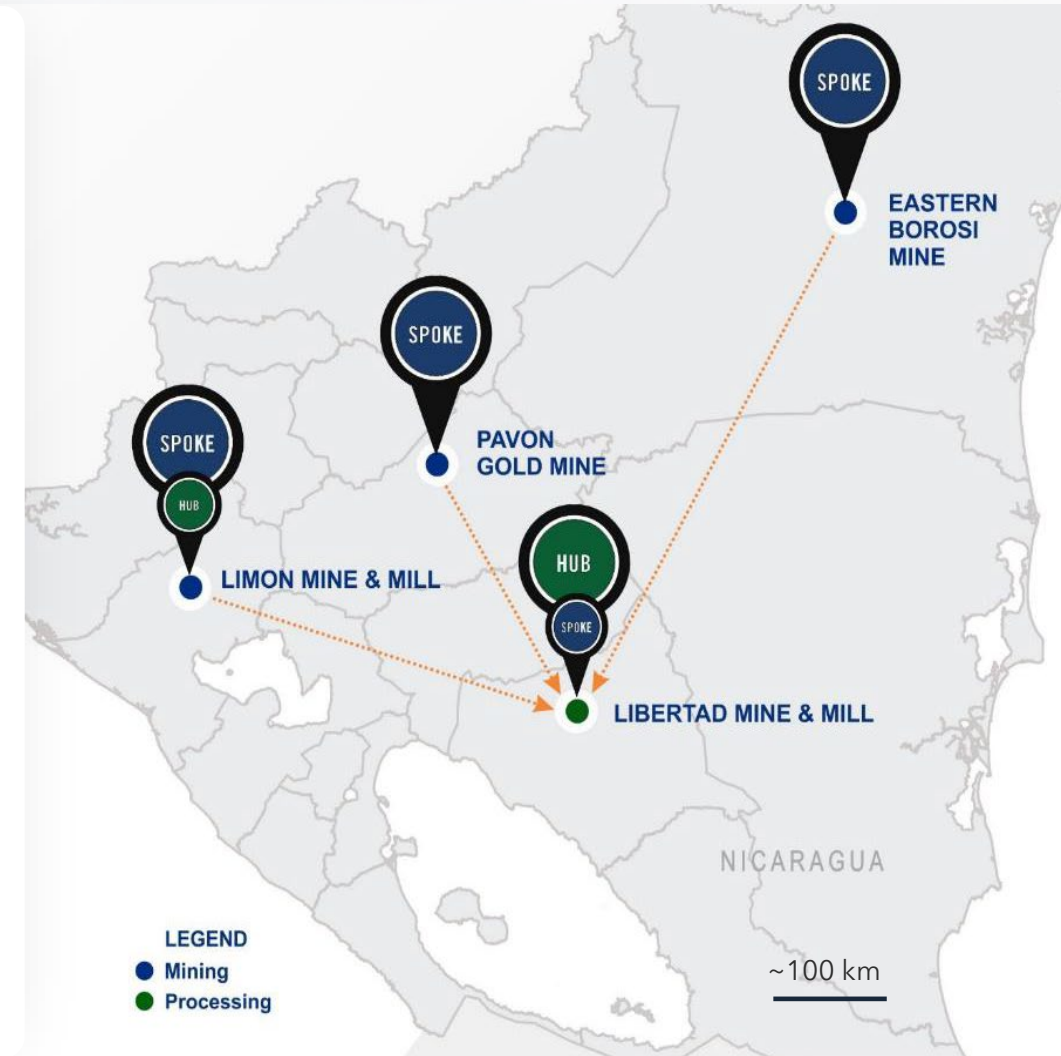 SPOKE
EASTERN
BOROSI
MINE
SPOKE
PAVON
GOLD MINE
SPOKE
HUB
LIMON MINE & MILL
HUB
SPOKE
LIBERTAD MINE & MILL
NICARAGUA
LEGEND
Mining
Processing
~100 km